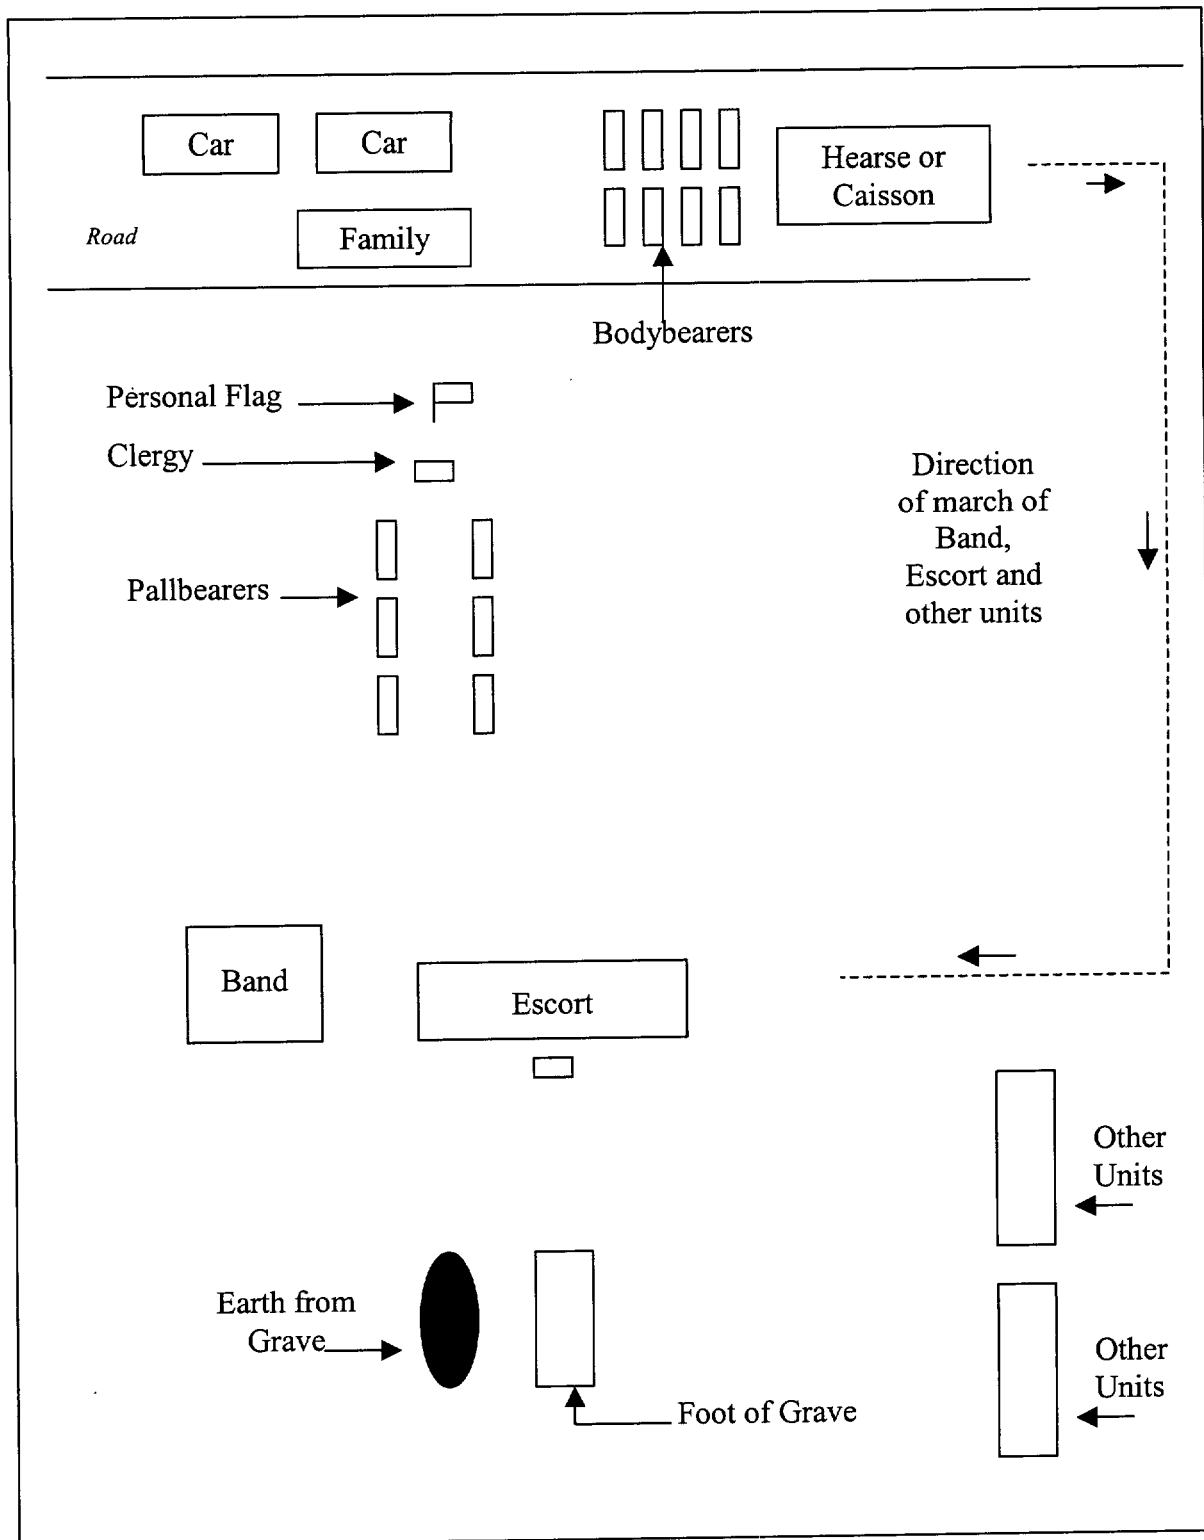 Car
Car
Hearse or
Caisson
Road
Family
Bodybearers
Personal Flag
Clergy
Direction
of march of
Band,
Escort and
other units
Pallbearers
Band
Escort
Other
Units
Earth from
Grave
Other
Units
Foot of Grave